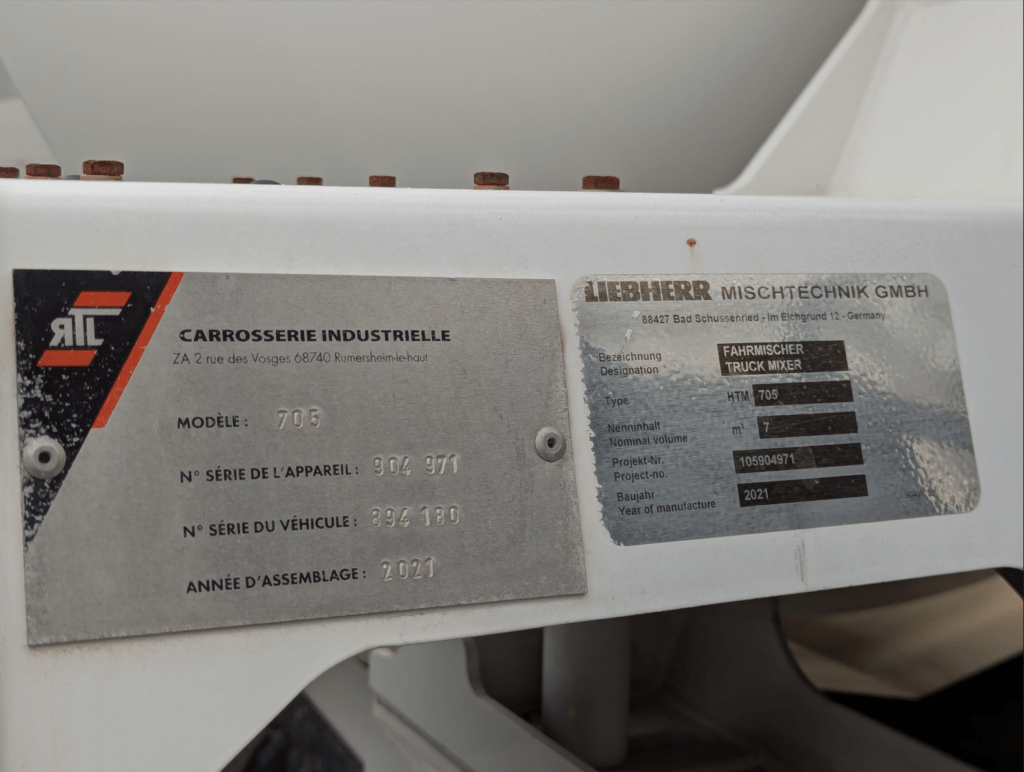 RTL
CARROSSERIE INDUSTRIELLE
ZA 2 rue des Vosges 68740 Rumersheim-le-haut
MODÈLE : 705
N° SÉRIE DE L'APPAREIL : 904 971
N° SÉRIE DU VÉHICULE : 894 180
ANNÉE D'ASSEMBLAGE : 2021
LIEBHERR MISCHTECHNIK GMBH
88427 Bad Schussenried - Im Eichgrund 12 - Germany
Bezeichnung FAHRMISCHER
Designation TRUCK MIXER
Type HTM 705
Nenninhalt
Nominal volume m³ 7
Projekt-Nr. 105904971
Project-no.
Baujahr 2021
Year of manufacture